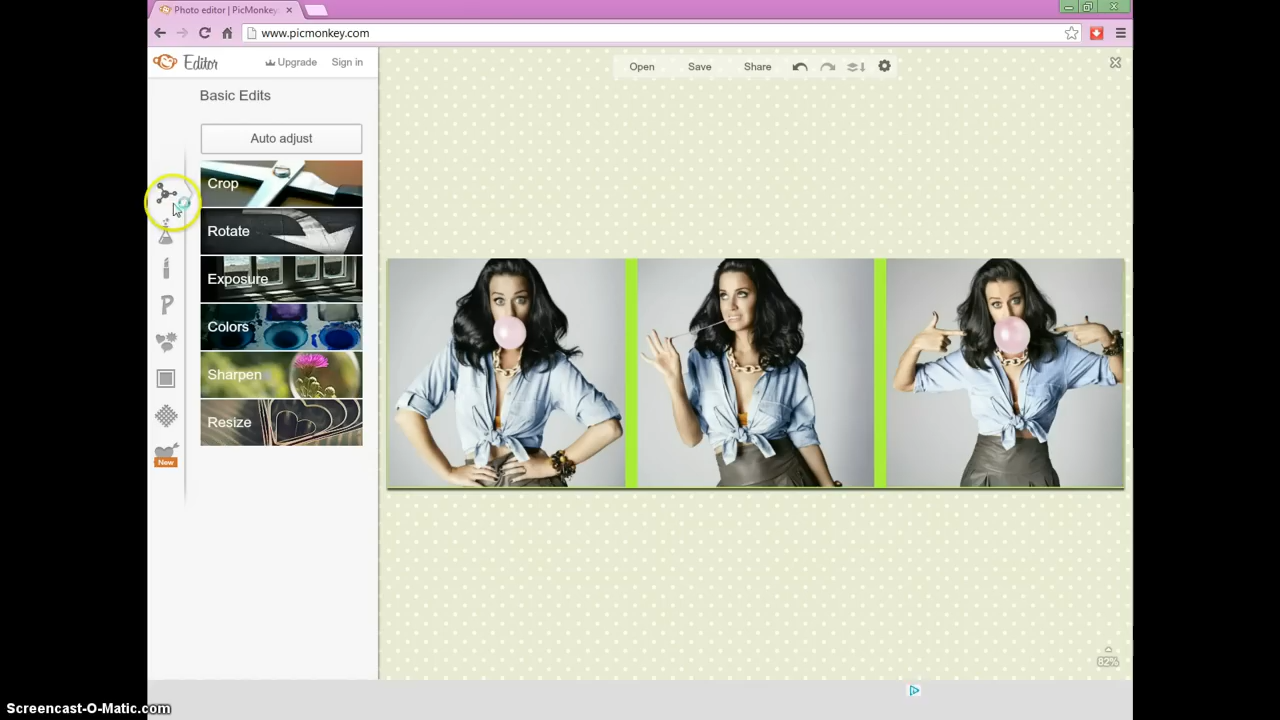 Photo editor | PicMonkey
www.picmonkey.com
Editor
Upgrade
Sign in
Open
Save
Share
Basic Edits
Auto adjust
Crop
Rotate
Exposure
Colors
Sharpen
Resize
P
New
82%
Screencast-O-Matic.com